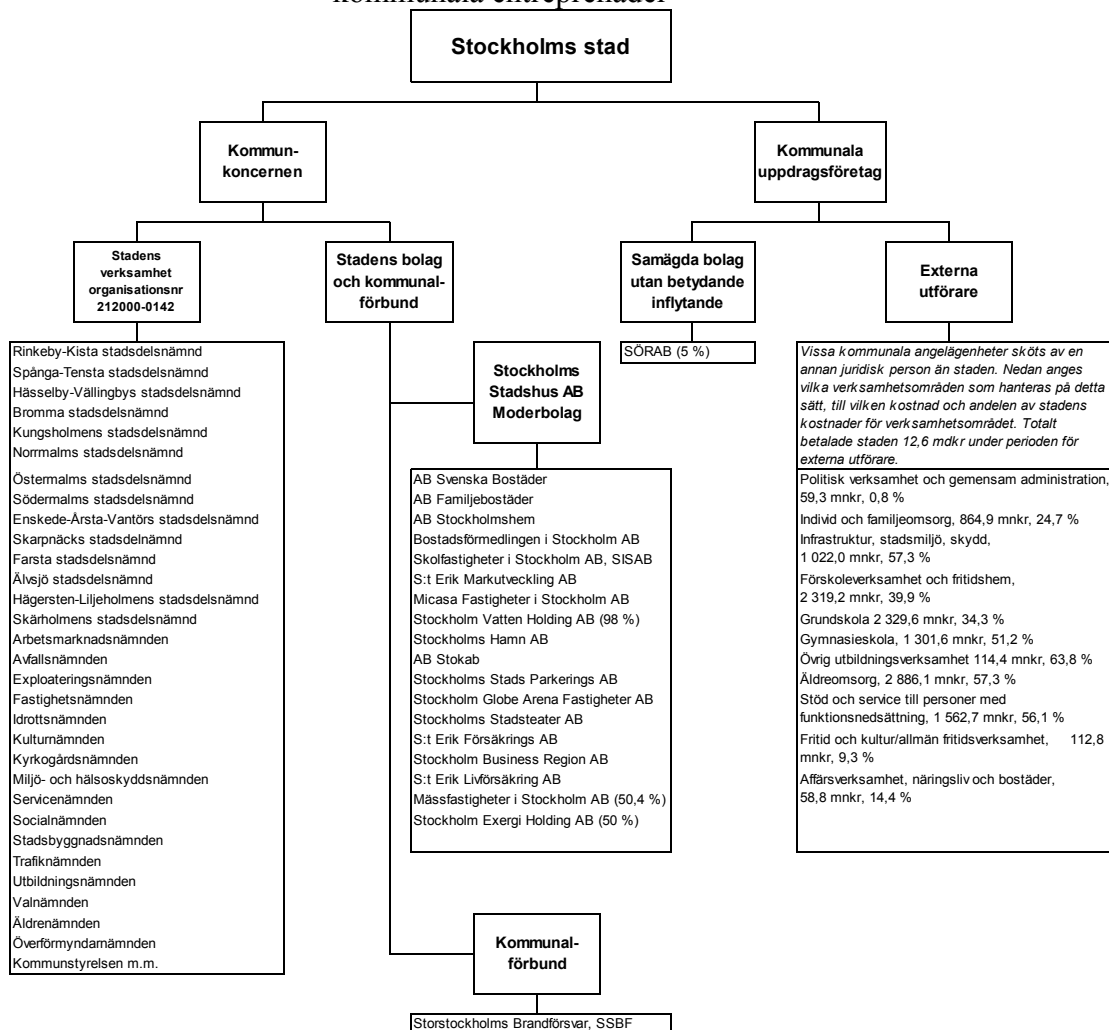 kommunala entreprenader
Stockholms stad
Kommun-
koncernen
Kommunala
uppdragsföretag
Stadens
verksamhet
organisationsnr
212000-0142
Stadens bolag
och kommunal-
förbund
Samägda bolag
utan betydande
inflytande
Externa
utförare
Rinkeby-Kista stadsdelsnämnd
Spånga-Tensta stadsdelsnämnd
Hässelby-Vällingbys stadsdelsnämnd
Bromma stadsdelsnämnd
Kungsholmens stadsdelsnämnd
Norrmalms stadsdelsnämnd
Östermalms stadsdelsnämnd
Södermalms stadsdelsnämnd
Enskede-Årsta-Vantörs stadsdelsnämnd
Skarpnäcks stadsdelnämnd
Farsta stadsdelsnämnd
Älvsjö stadsdelsnämnd
Hägersten-Liljeholmens stadsdelsnämnd
Skärholmens stadsdelsnämnd
Arbetsmarknadsnämnden
Avfallsnämnden
Exploateringsnämnden
Fastighetsnämnden
Idrottsnämnden
Kulturnämnden
Kyrkogårdsnämnden
Miljö- och hälsoskyddsnämnden
Servicenämnden
Socialnämnden
Stadsbyggnadsnämnden
Trafiknämnden
Utbildningsnämnden
Valnämnden
Äldrenämnden
Överförmyndarnämnden
Kommunstyrelsen m.m.
Stockholms
Stadshus AB
Moderbolag
AB Svenska Bostäder
AB Familjebostäder
AB Stockholmshem
Bostadsförmedlingen i Stockholm AB
Skolfastigheter i Stockholm AB, SISAB
S:t Erik Markutveckling AB
Micasa Fastigheter i Stockholm AB
Stockholm Vatten Holding AB (98 %)
Stockholms Hamn AB
AB Stokab
Stockholms Stads Parkerings AB
Stockholm Globe Arena Fastigheter AB
Stockholms Stadsteater AB
S:t Erik Försäkrings AB
Stockholm Business Region AB
S:t Erik Livförsäkring AB
Mässfastigheter i Stockholm AB (50,4 %)
Stockholm Exergi Holding AB (50 %)
Kommunal-
förbund
Storstockholms Brandförsvar, SSBF
SÖRAB (5 %)
Vissa kommunala angelägenheter sköts av en
annan juridisk person än staden. Nedan anges
vilka verksamhetsområden som hanteras på detta
sätt, till vilken kostnad och andelen av stadens
kostnader för verksamhetsområdet. Totalt
betalade staden 12,6 mdkr under perioden för
externa utförare.
Politisk verksamhet och gemensam administration,
59,3 mnkr, 0,8 %
Individ och familjeomsorg, 864,9 mnkr, 24,7 %
Infrastruktur, stadsmiljö, skydd,
1 022,0 mnkr, 57,3 %
Förskoleverksamhet och fritidshem,
2 319,2 mnkr, 39,9 %
Grundskola 2 329,6 mnkr, 34,3 %
Gymnasieskola, 1 301,6 mnkr, 51,2 %
Övrig utbildningsverksamhet 114,4 mnkr, 63,8 %
Äldreomsorg, 2 886,1 mnkr, 57,3 %
Stöd och service till personer med
funktionsnedsättning, 1 562,7 mnkr, 56,1 %
Fritid och kultur/allmän fritidsverksamhet, 112,8
mnkr, 9,3 %
Affärsverksamhet, näringsliv och bostäder,
58,8 mnkr, 14,4 %